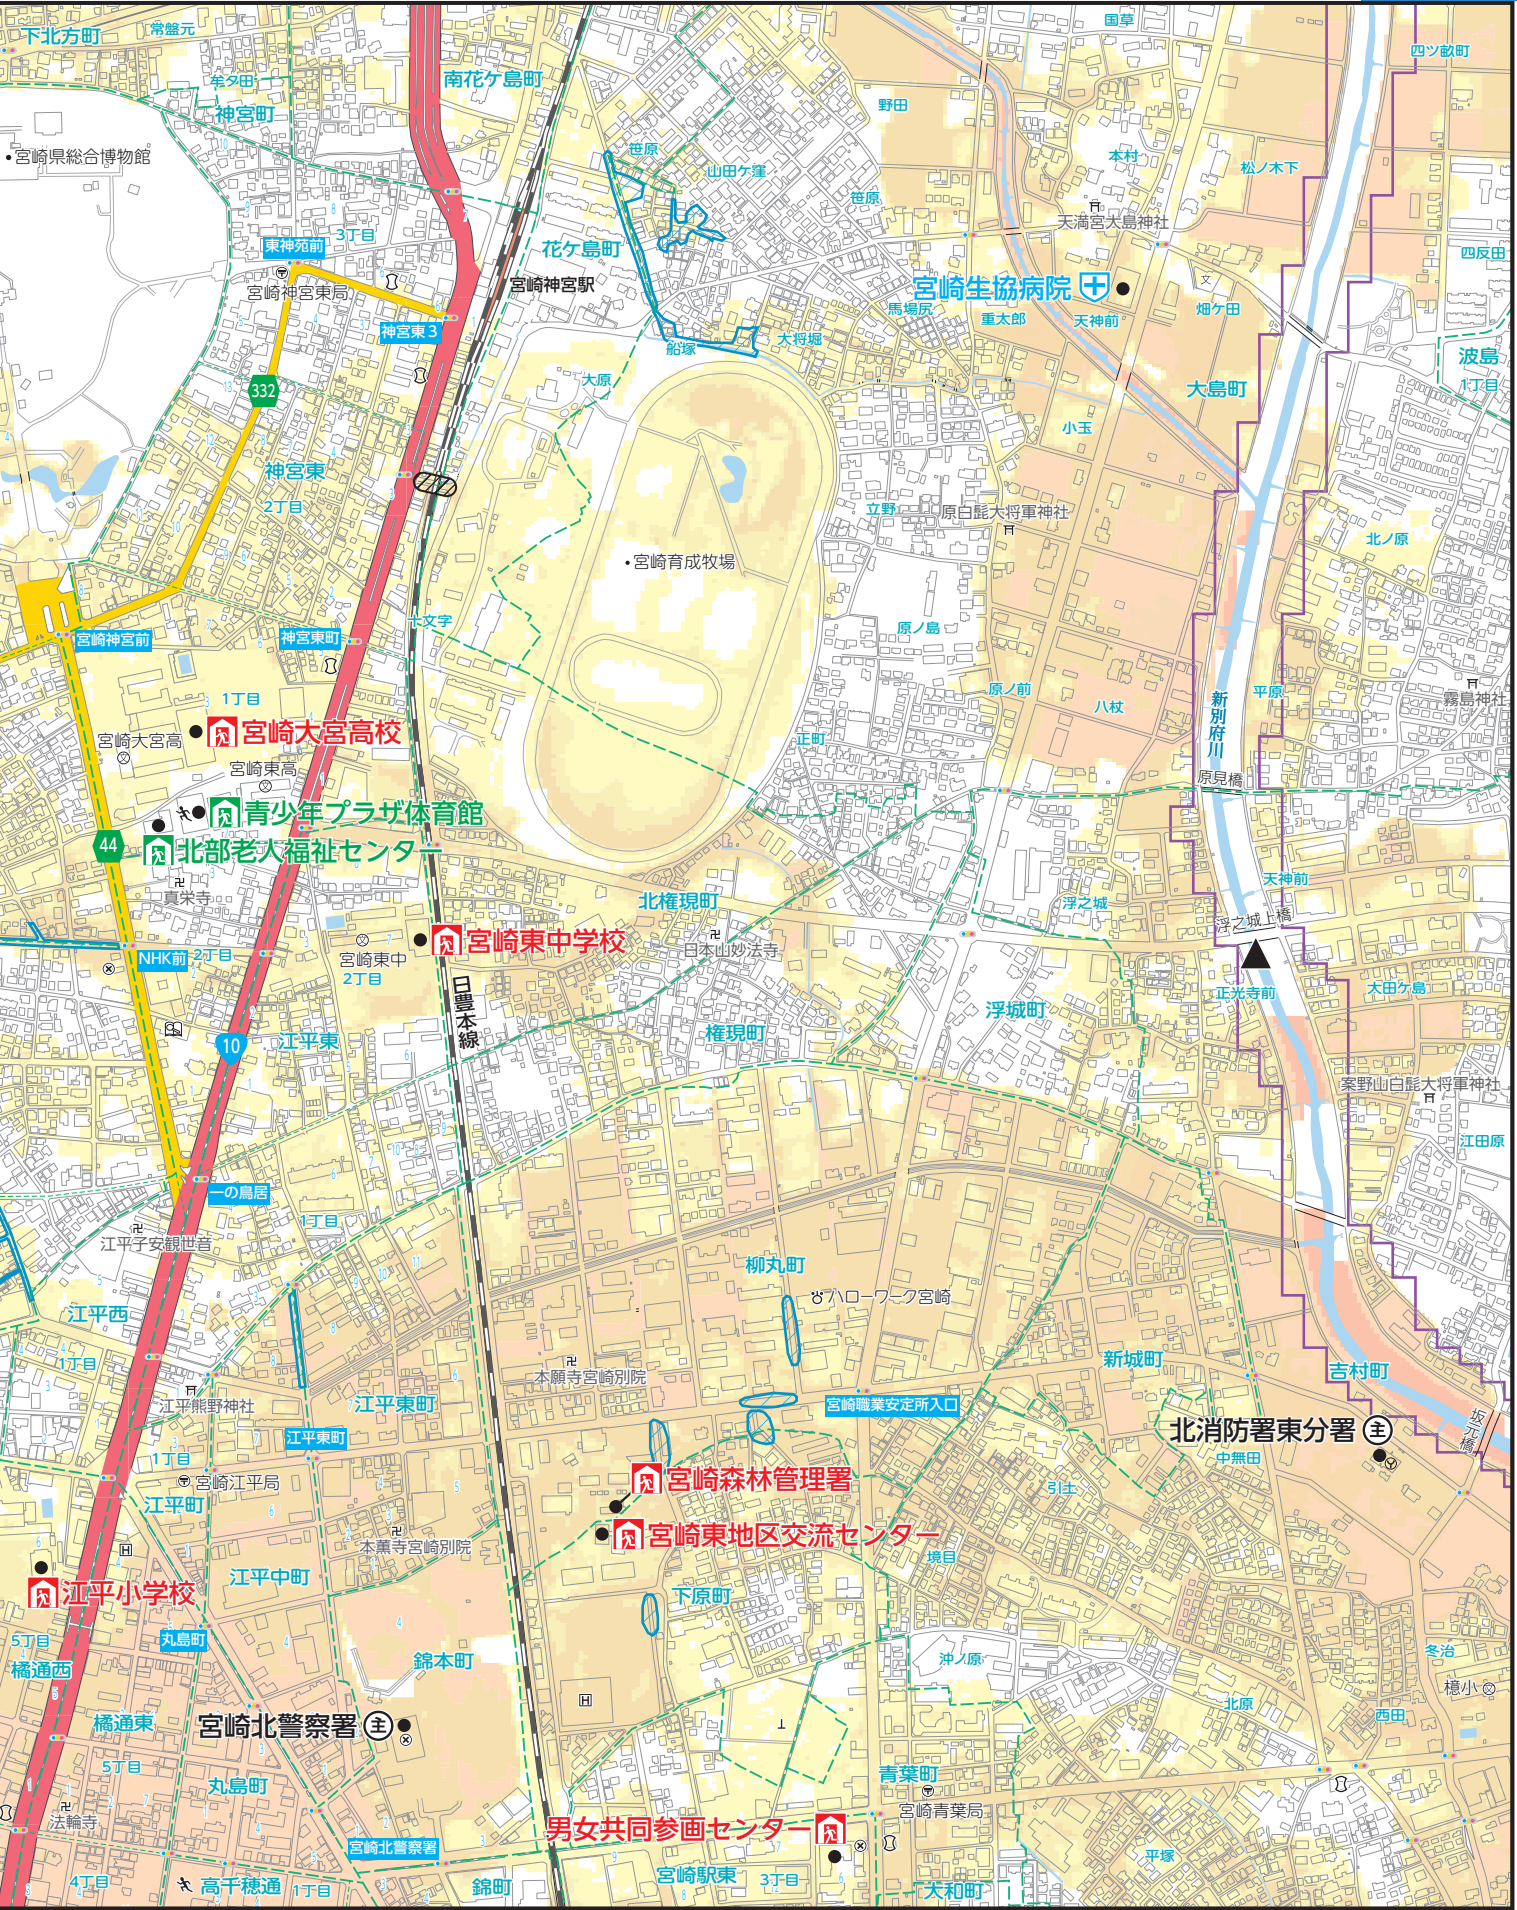 下北方町
常盤元
国草
四ツ畝町
南花ケ島町
牟夕田
神宮町
野田
宮崎県総合博物館
笹原
山田ケ窪
本村
松ノ木下
笹原
天満宮大島神社
3丁目
東神苑前
花ケ島町
四反田
宮崎神宮東局
宮崎神宮駅
宮崎生協病院
馬場尻
重太郎
天神前
畑ケ田
神宮東3
大将堀
船塚
波島
1丁目
大原
332
大島町
小玉
神宮東
2丁目
立野
原白髭大将軍神社
北ノ原
宮崎育成牧場
十文字
原ノ島
宮崎神宮前
神宮東町
1丁目
原ノ前
平原
霧島神社
八杖
新別府川
宮崎大宮高校
宮崎大宮高
正町
宮崎東高
原見橋
青少年プラザ体育館
44
北部老人福祉センター
真栄寺
天神前
北権現町
浮之城
浮之城上橋
宮崎東中学校
宮崎東中
2丁目
NHK前
2丁目
日本山妙法寺
日豊本線
正光寺前
太田ケ島
浮城町
権現町
10
江平東
案野山白髭大将軍神社
江田原
一の鳥居
1丁目
江平子安観世音
柳丸町
ハローワーク宮崎
江平西
1丁目
新城町
吉村町
本願寺宮崎別院
江平熊野神社
江平東町
宮崎職業安定所入口
坂元橋
江平東町
北消防署東分署
主
中無田
1丁目
宮崎江平局
宮崎森林管理署
引土
江平町
宮崎東地区交流センター
本薫寺宮崎別院
境目
江平中町
江平小学校
下原町
丸島町
5丁目
橘通西
錦本町
沖ノ原
冬治
檍小
北原
西田
橘通東
宮崎北警察署
主
5丁目
丸島町
青葉町
宮崎青葉局
法輪寺
男女共同参画センター
宮崎北警察署
平塚
4丁目
高千穂通
1丁目
錦町
宮崎駅東
3丁目
大和町